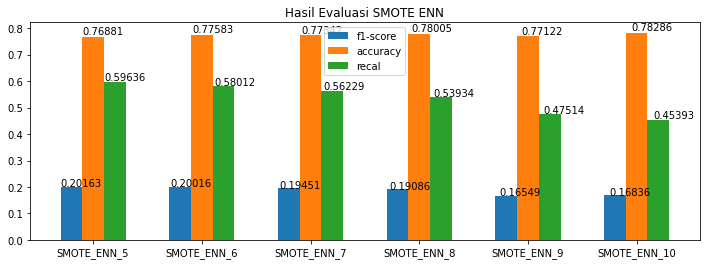 Hasil Evaluasi SMOTE ENN
f1-score
accuracy
recal
0.8
0.7
0.6
0.5
0.4
0.3
0.2
0.1
0.0
0.20163
0.76881
0.59636
0.20016
0.77583
0.58012
0.19451
0.56229
0.19086
0.78005
0.53934
0.16549
0.77122
0.47514
0.16836
0.78286
0.45393
SMOTE_ENN_5
SMOTE_ENN_6
SMOTE_ENN_7
SMOTE_ENN_8
SMOTE_ENN_9
SMOTE_ENN_10